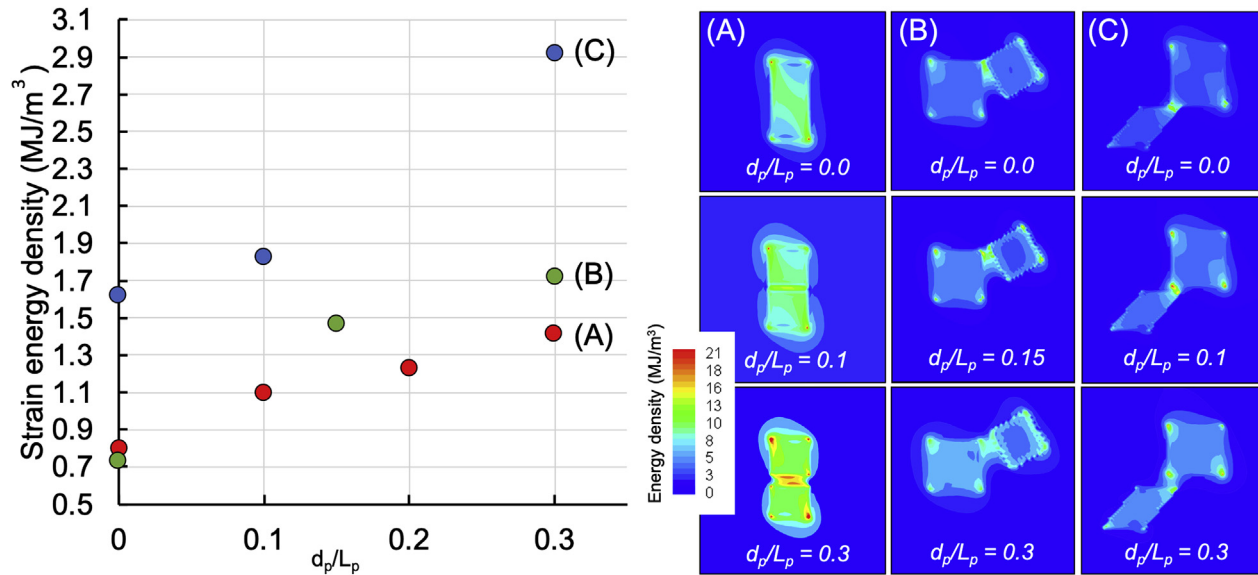 Strain energy density (MJ/m³)
3.1
2.9
2.7
2.5
2.3
2.1
1.9
1.7
1.5
1.3
1.1
0.9
0.7
0.5
(C)
(B)
(A)
0
0.1
0.2
0.3
dₚ/Lₚ
(A)
(B)
(C)
dₚ/Lₚ = 0.0
dₚ/Lₚ = 0.0
dₚ/Lₚ = 0.0
dₚ/Lₚ = 0.1
dₚ/Lₚ = 0.15
dₚ/Lₚ = 0.1
Energy density (MJ/m³)
21
18
16
13
10
8
5
3
0
dₚ/Lₚ = 0.3
dₚ/Lₚ = 0.3
dₚ/Lₚ = 0.3